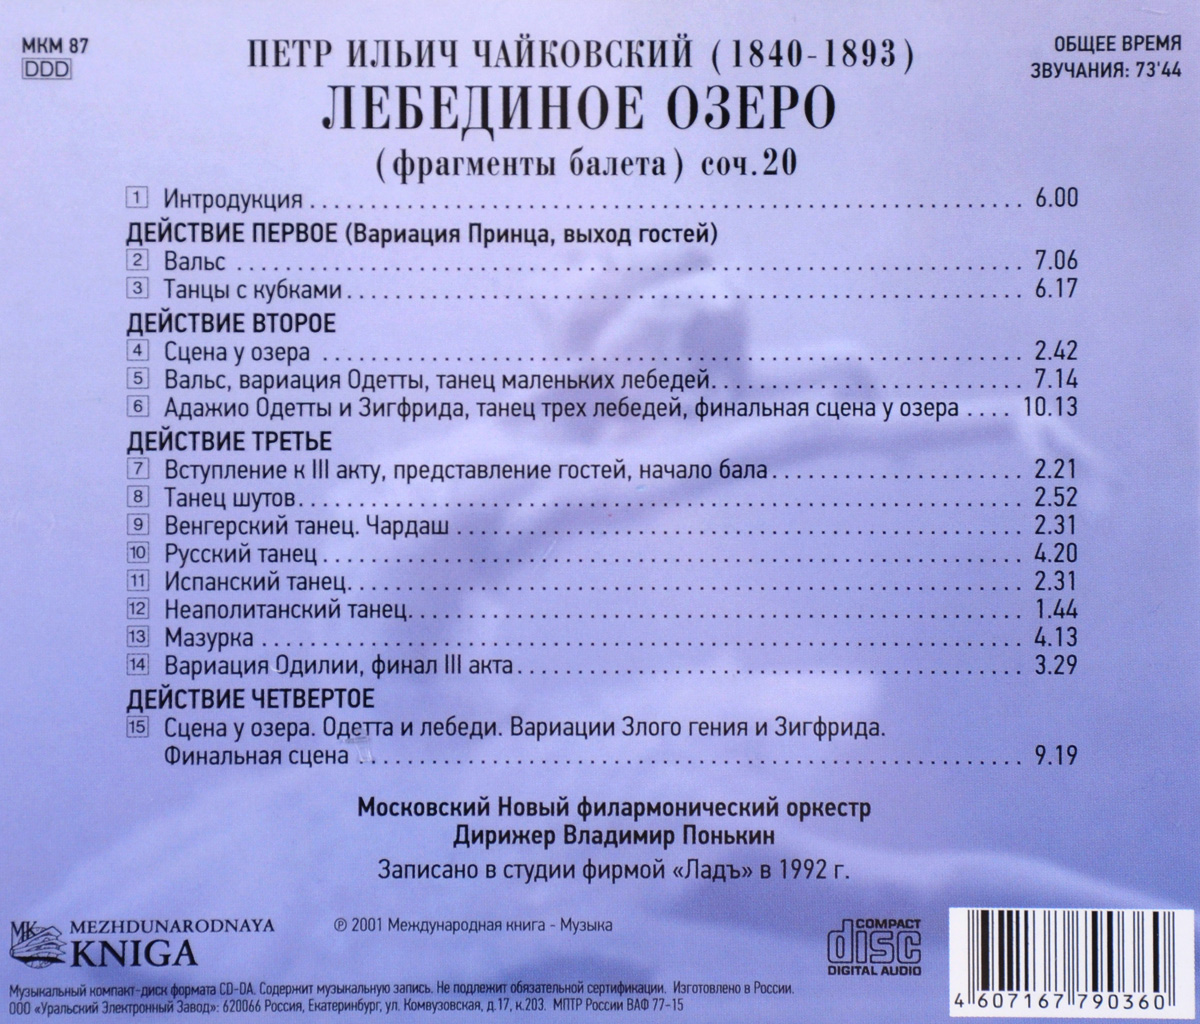 МКМ 87
DDD
ПЕТР ИЛЬИЧ ЧАЙКОВСКИЙ (1840-1893)
ОБЩЕЕ ВРЕМЯ
ЗВУЧАНИЯ: 73'44
ЛЕБЕДИНОЕ ОЗЕРО
(фрагменты балета) соч.20
1 Интродукция 6.00
ДЕЙСТВИЕ ПЕРВОЕ (Вариация Принца, выход гостей)
2 Вальс 7.06
3 Танцы с кубками 6.17
ДЕЙСТВИЕ ВТОРОЕ
4 Сцена у озера 2.42
5 Вальс, вариация Одетты, танец маленьких лебедей 7.14
6 Адажио Одетты и Зигфрида, танец трех лебедей, финальная сцена у озера 10.13
ДЕЙСТВИЕ ТРЕТЬЕ
7 Вступление к III акту, представление гостей, начало бала 2.21
8 Танец шутов 2.52
9 Венгерский танец. Чардаш 2.31
10 Русский танец 4.20
11 Испанский танец 2.31
12 Неаполитанский танец 1.44
13 Мазурка 4.13
14 Вариация Одилии, финал III акта 3.29
ДЕЙСТВИЕ ЧЕТВЕРТОЕ
15 Сцена у озера. Одетта и лебеди. Вариации Злого гения и Зигфрида.
Финальная сцена 9.19
Московский Новый филармонический оркестр
Дирижер Владимир Понькин
Записано в студии фирмой «Ладъ» в 1992 г.
МК
MEZHDUNARODNAYA
KNIGA
℗ 2001 Международная книга - Музыка
COMPACT
disc
DIGITAL AUDIO
Музыкальный компакт-диск формата CD-DA. Содержит музыкальную запись. Не подлежит обязательной сертификации. Изготовлено в России.
ООО «Уральский Электронный Завод»: 620066 Россия, Екатеринбург, ул. Комвузовская, д.17, к.203. МПТР России ВАФ 77-15
4 607167 790360